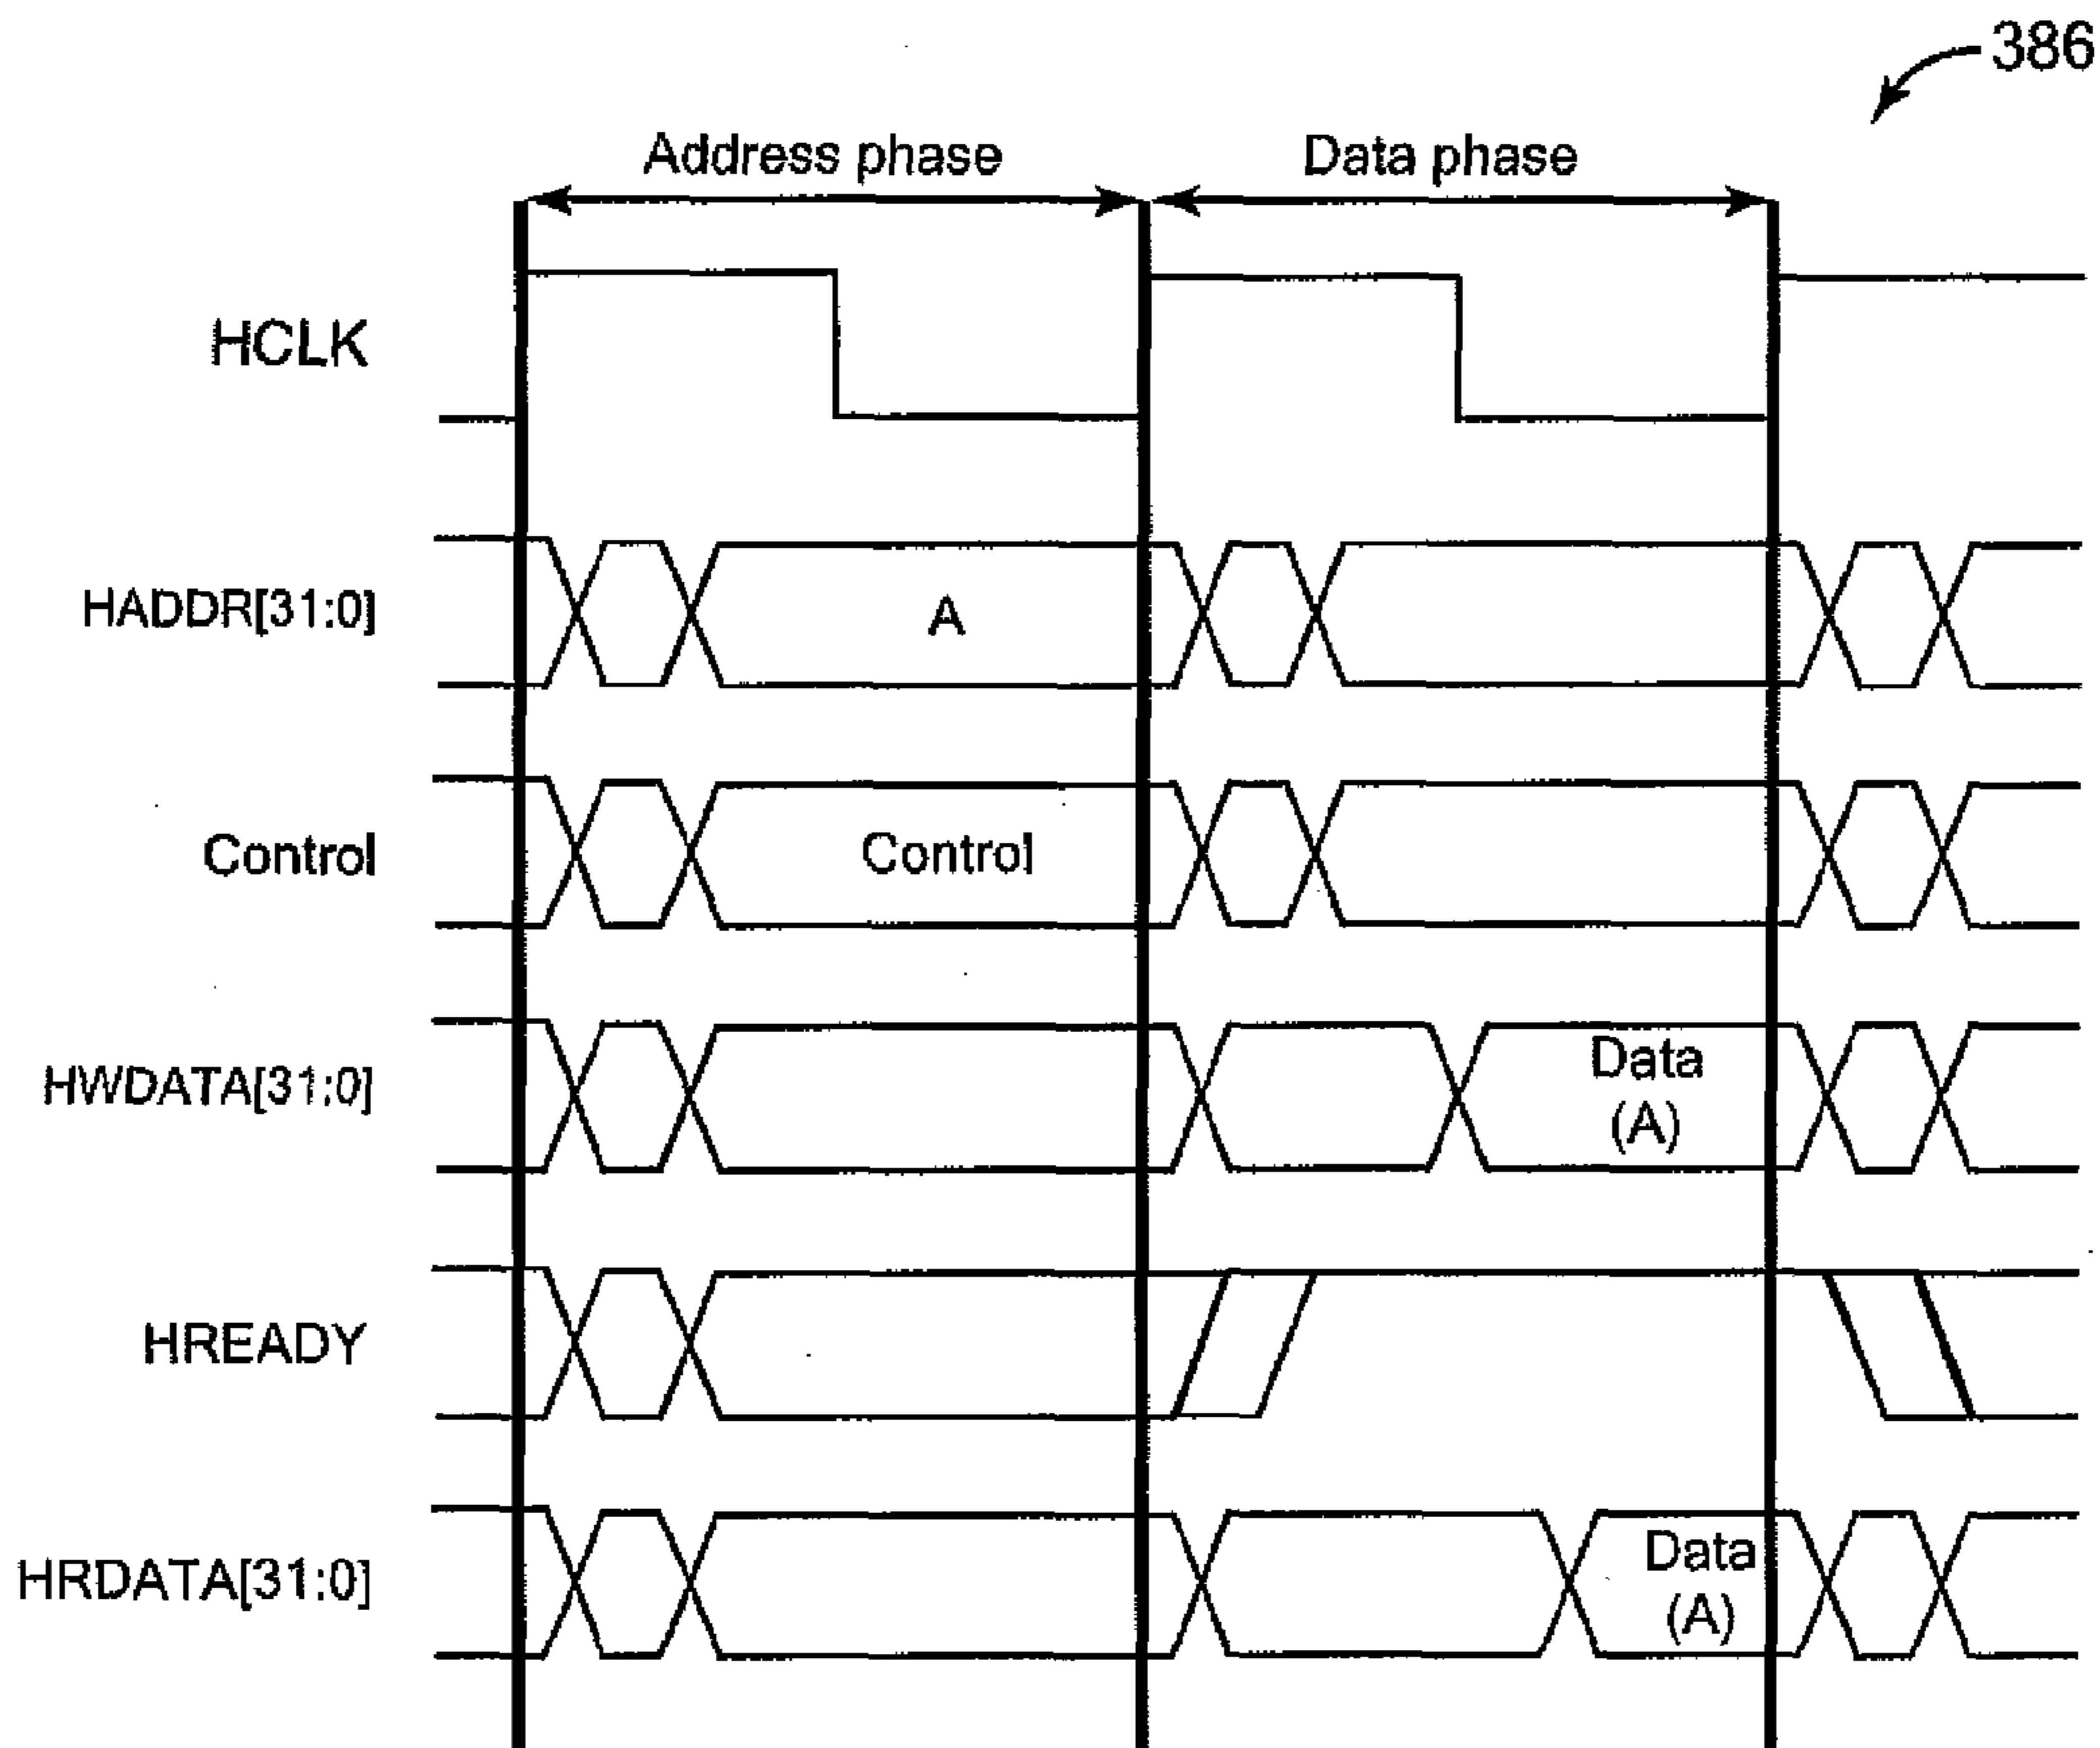 386
Address phase
Data phase
HCLK
HADDR[31:0]
A
Control
Control
HWDATA[31:0]
Data
(A)
HREADY
HRDATA[31:0]
Data
(A)